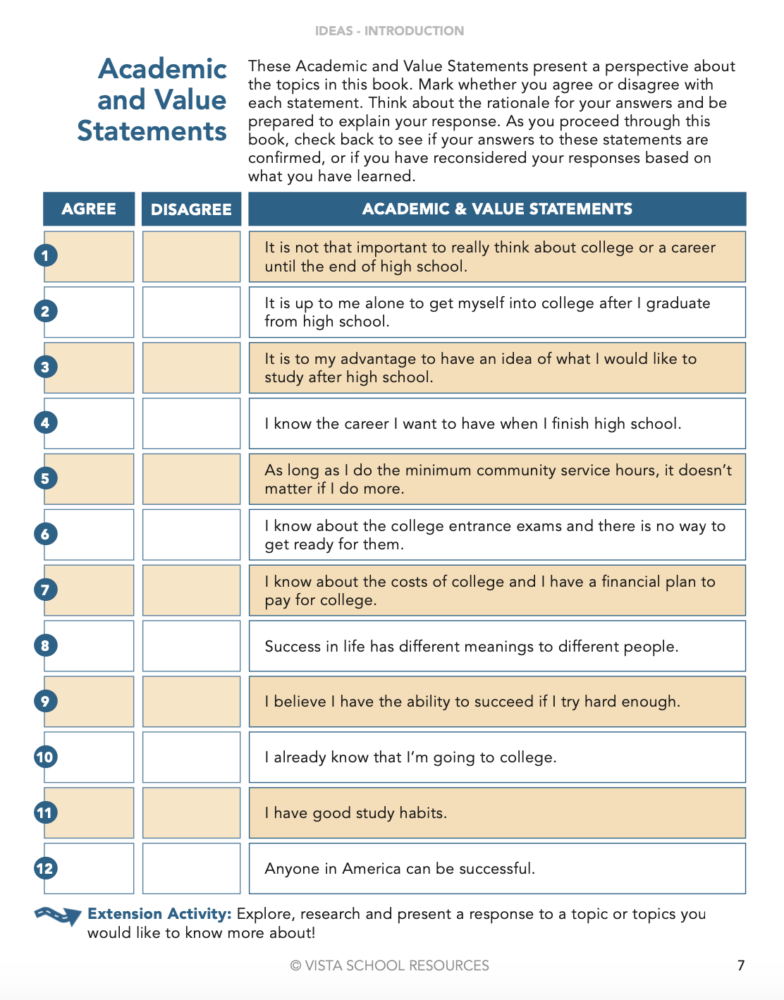 IDEAS - INTRODUCTION
Academic
and Value
Statements
These Academic and Value Statements present a perspective about
the topics in this book. Mark whether you agree or disagree with
each statement. Think about the rationale for your answers and be
prepared to explain your response. As you proceed through this
book, check back to see if your answers to these statements are
confirmed, or if you have reconsidered your responses based on
what you have learned.
AGREE DISAGREE ACADEMIC & VALUE STATEMENTS
1 It is not that important to really think about college or a career
until the end of high school.
2 It is up to me alone to get myself into college after I graduate
from high school.
3 It is to my advantage to have an idea of what I would like to
study after high school.
4 I know the career I want to have when I finish high school.
5 As long as I do the minimum community service hours, it doesn’t
matter if I do more.
6 I know about the college entrance exams and there is no way to
get ready for them.
7 I know about the costs of college and I have a financial plan to
pay for college.
8 Success in life has different meanings to different people.
9 I believe I have the ability to succeed if I try hard enough.
10 I already know that I’m going to college.
11 I have good study habits.
12 Anyone in America can be successful.
Extension Activity: Explore, research and present a response to a topic or topics you
would like to know more about!
© VISTA SCHOOL RESOURCES 7